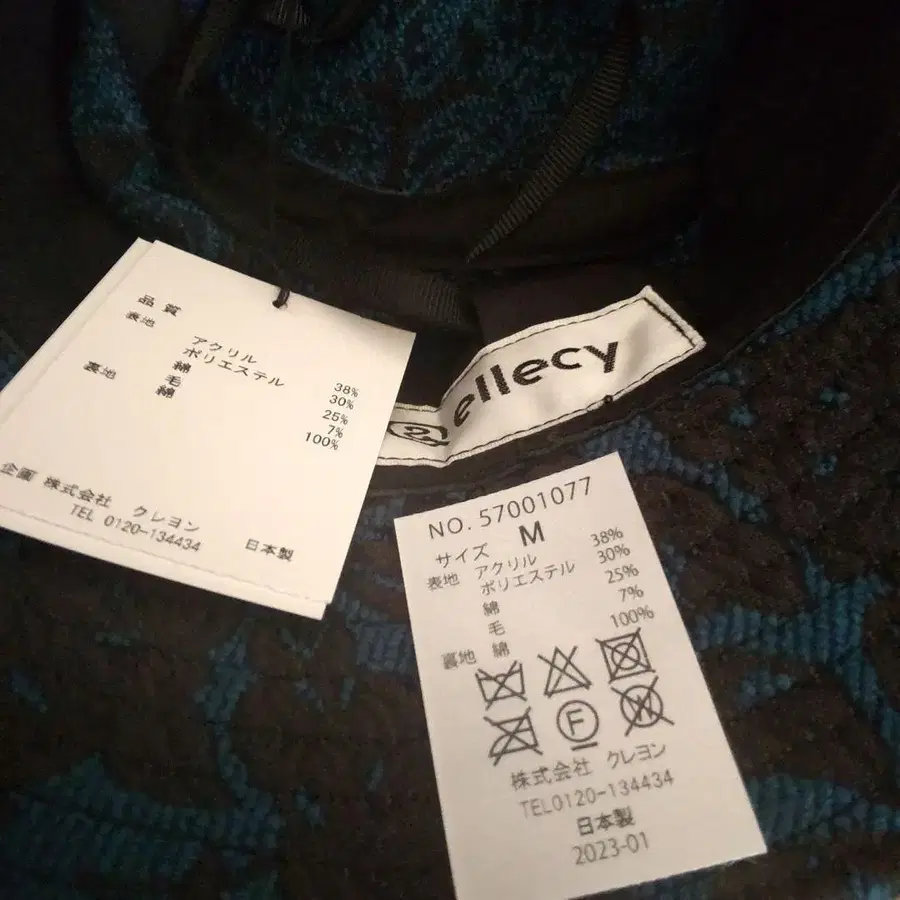 品質
表地
アクリル 38%
ポリエステル 30%
綿 25%
毛 7%
裏地 綿 100%
企画 株式会社 クレヨン
TEL 0120-134434 日本製
ellecy
NO. 57001077
サイズ M
表地 アクリル 38%
ポリエステル 30%
綿 25%
毛 7%
裏地 綿 100%
F
W
株式会社 クレヨン
TEL0120-134434
日本製
2023-01